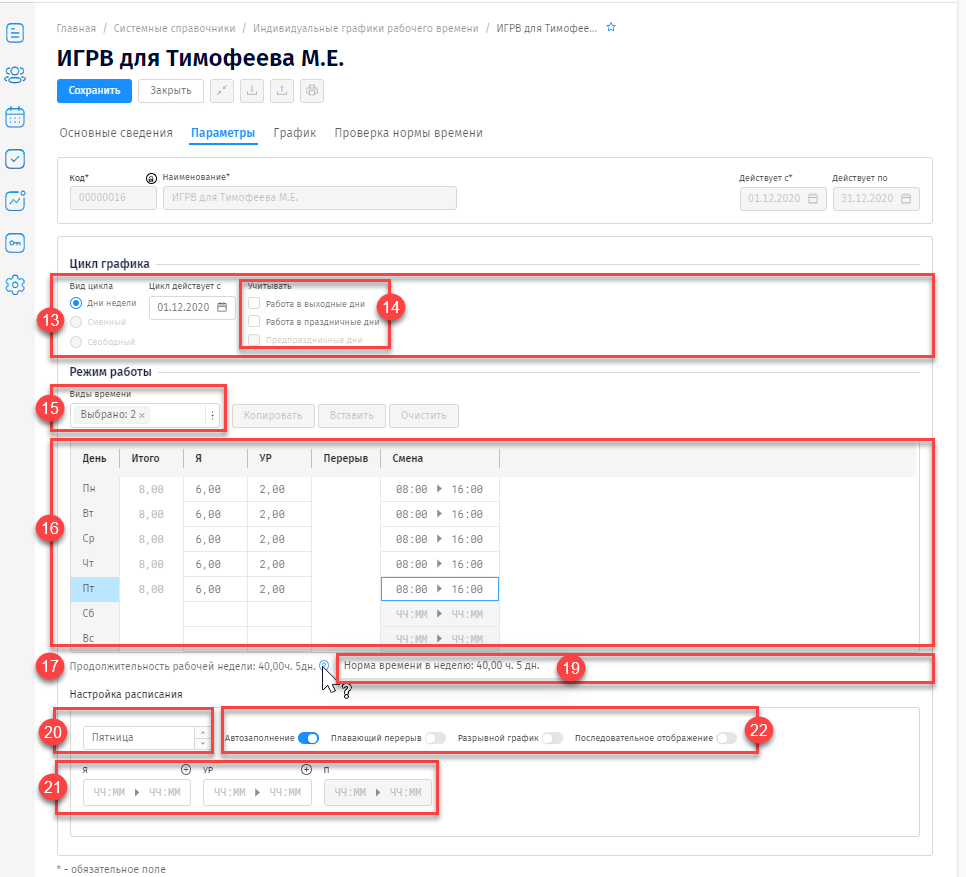 Главная / Системные справочники / Индивидуальные графики рабочего времени / ИГРВ для Тимофее...
ИГРВ для Тимофеева М.Е.
Сохранить Закрыть
Основные сведения Параметры График Проверка нормы времени
Код* Наименование* Действует с* Действует по
00000016 ИГРВ для Тимофеева М.Е. 01.12.2020 31.12.2020
Цикл графика
Вид цикла Цикл действует с Учитывать
Дни недели 01.12.2020 Работа в выходные дни
13 Сменный Работа в праздничные дни 14
Свободный Предпраздничные дни
Режим работы
Виды времени
15 Выбрано: 2 × Копировать Вставить Очистить
День Итого Я УР Перерыв Смена
Пн 8,00 6,00 2,00 08:00 16:00
Вт 8,00 6,00 2,00 08:00 16:00
16 Ср 8,00 6,00 2,00 08:00 16:00
Чт 8,00 6,00 2,00 08:00 16:00
Пт 8,00 6,00 2,00 08:00 16:00
Сб ЧЧ:ММ ЧЧ:ММ
Вс ЧЧ:ММ ЧЧ:ММ
17 Продолжительность рабочей недели: 40,00ч. 5дн. ? Норма времени в неделю: 40,00 ч. 5 дн. 19
Настройка расписания
20 Пятница Автозаполнение Плавающий перерыв Разрывной график Последовательное отображение 22
Я УР П
21 ЧЧ:ММ ЧЧ:ММ ЧЧ:ММ ЧЧ:ММ ЧЧ:ММ ЧЧ:ММ
* - обязательное поле